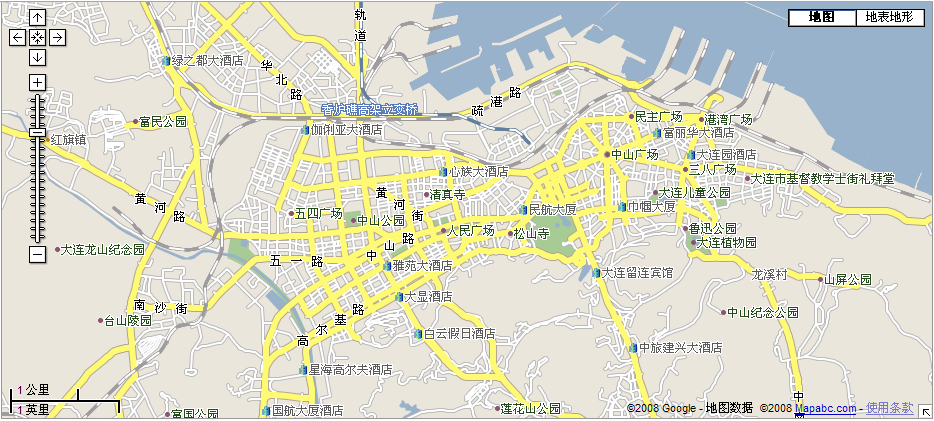 地图
地表地形
轨道
绿之都大酒店
华北路
香炉礁高架立交桥
疏港路
富民公园
伽俐亚大酒店
民主广场
港湾广场
富丽华大酒店
红旗镇
中山广场
大连园酒店
心族大酒店
三八广场
大连市基督教学士街礼拜堂
黄河路
黄河街
清真寺
大连儿童公园
五四广场
中山公园
民航大厦
巾帼大厦
人民广场
松山寺
鲁迅公园
大连植物园
大连龙山纪念园
中山路
五一路
雅苑大酒店
大连留连宾馆
龙溪村
山屏公园
南沙街
大显酒店
台山陵园
高尔基路
中山纪念公园
白云假日酒店
中旅建兴大酒店
星海高尔夫酒店
1 公里
1 英里
富国公园
国航大厦酒店
莲花山公园
中
©2008 Google - 地图数据 ©2008 Mapabc.com - 使用条款